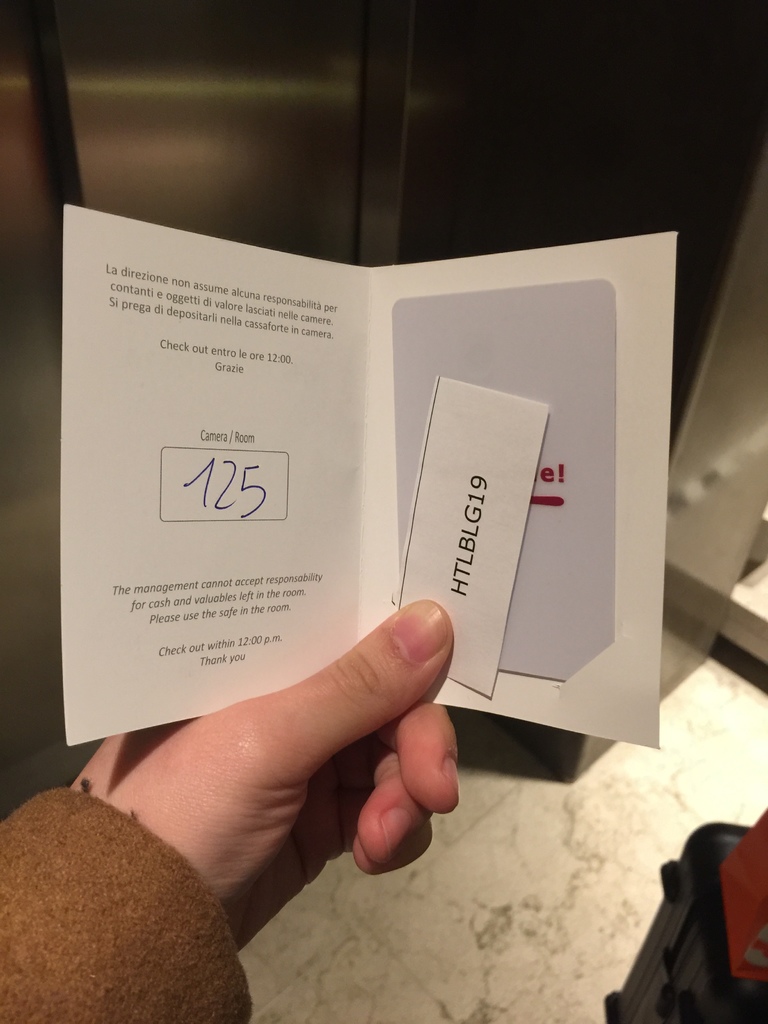 La direzione non assume alcuna responsabilità per
contanti e oggetti di valore lasciati nelle camere.
Si prega di depositarli nella cassaforte in camera.
Check out entro le ore 12:00.
Grazie
Camera / Room
125
The management cannot accept responsability
for cash and valuables left in the room.
Please use the safe in the room.
Check out within 12:00 p.m.
Thank you
HTLBLG19
e!